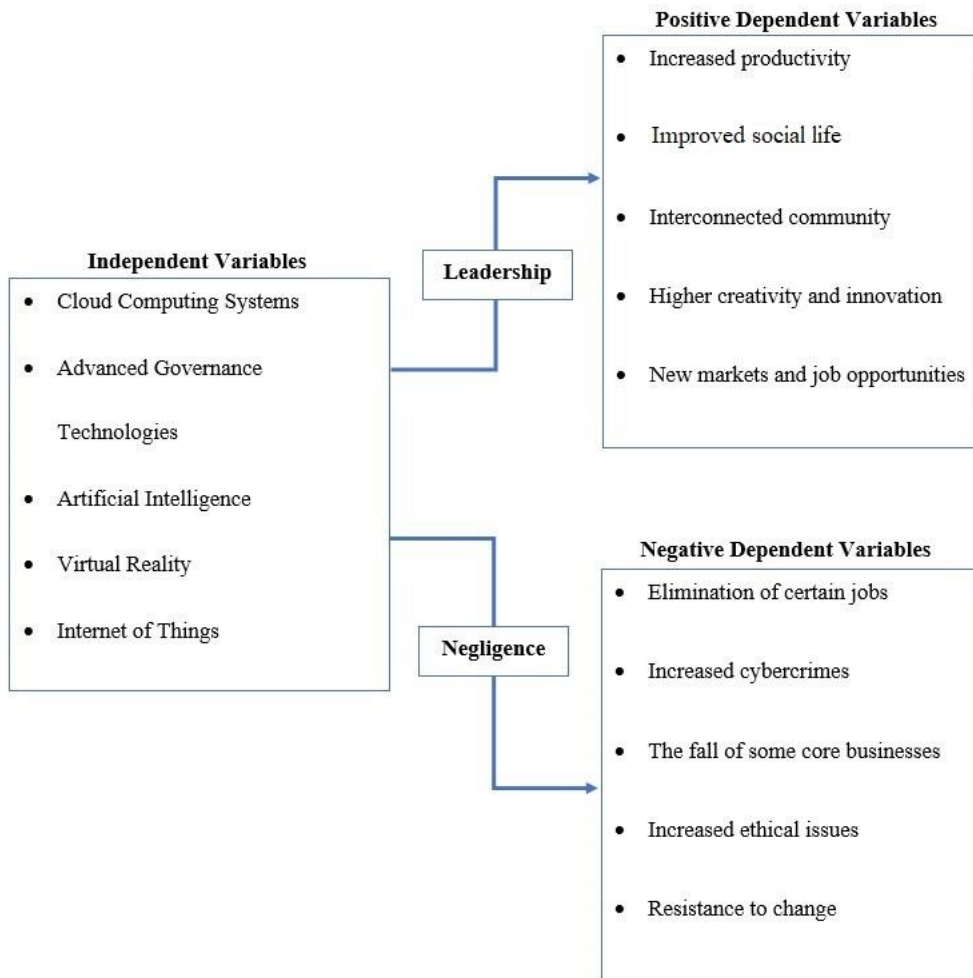 Positive Dependent Variables
• Increased productivity
• Improved social life
• Interconnected community
• Higher creativity and innovation
• New markets and job opportunities
Leadership
Independent Variables
• Cloud Computing Systems
• Advanced Governance
Technologies
• Artificial Intelligence
• Virtual Reality
• Internet of Things
Negligence
Negative Dependent Variables
• Elimination of certain jobs
• Increased cybercrimes
• The fall of some core businesses
• Increased ethical issues
• Resistance to change